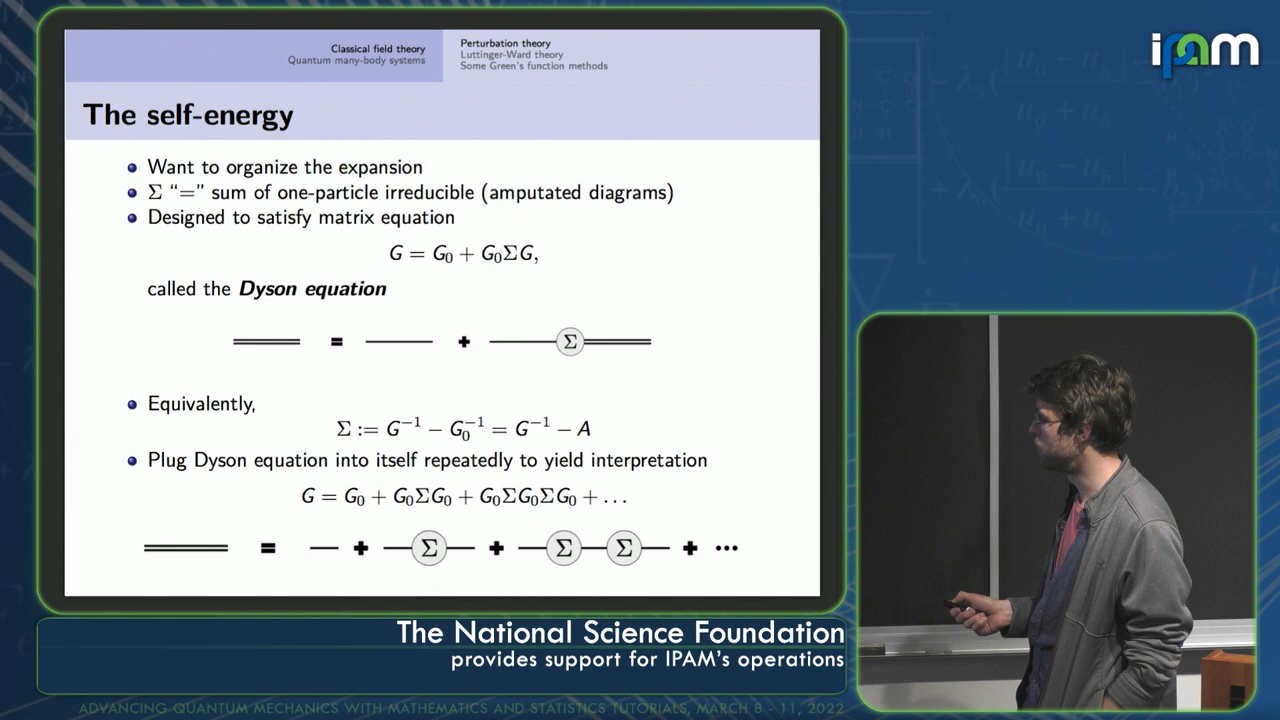 Classical field theory
Quantum many-body systems
Perturbation theory
Luttinger-Ward theory
Some Green's function methods
ipam
The self-energy
Want to organize the expansion
Σ “=” sum of one-particle irreducible (amputated diagrams)
Designed to satisfy matrix equation
G = G₀ + G₀ΣG,
called the Dyson equation
= + Σ
Equivalently,
Σ := G⁻¹ − G₀⁻¹ = G⁻¹ − A
Plug Dyson equation into itself repeatedly to yield interpretation
G = G₀ + G₀ΣG₀ + G₀ΣG₀ΣG₀ + . . .
= + Σ + Σ Σ + •••
The National Science Foundation
provides support for IPAM's operations
ADVANCING QUANTUM MECHANICS WITH MATHEMATICS AND STATISTICS TUTORIALS, MARCH 8 - 11, 2022